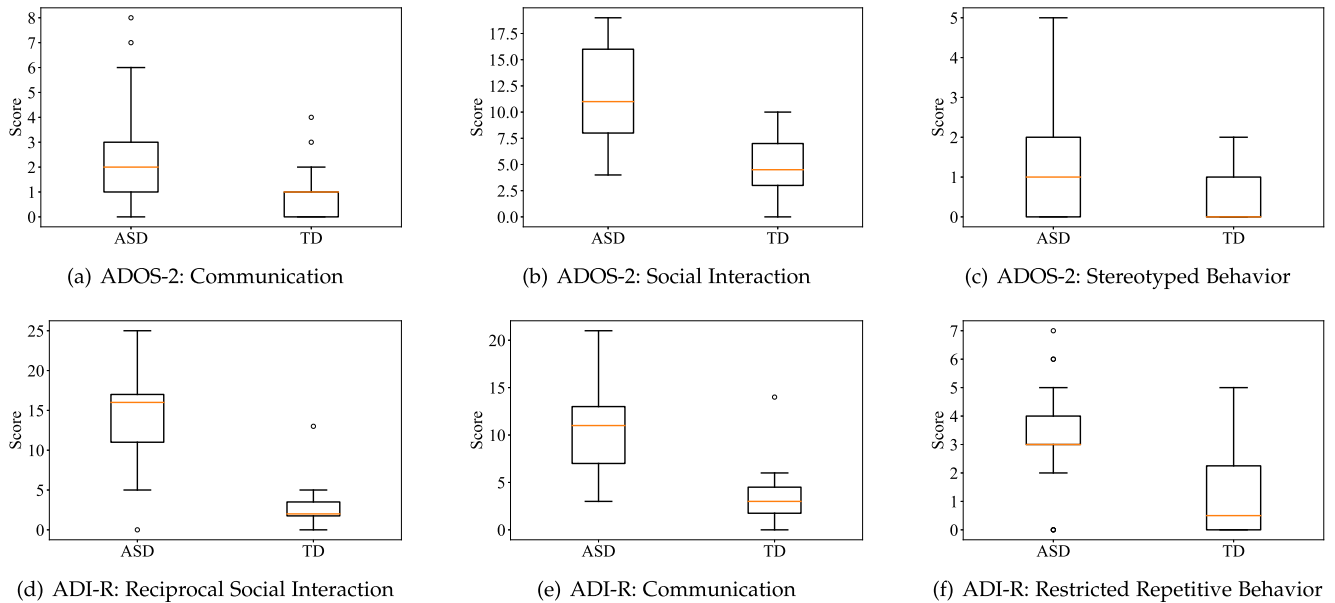 8
7
6
5
4
3
2
1
0
Score
ASD TD
(a) ADOS-2: Communication
17.5
15.0
12.5
10.0
7.5
5.0
2.5
0.0
Score
ASD TD
(b) ADOS-2: Social Interaction
5
4
3
2
1
0
Score
ASD TD
(c) ADOS-2: Stereotyped Behavior
25
20
15
10
5
0
Score
ASD TD
(d) ADI-R: Reciprocal Social Interaction
20
15
10
5
0
Score
ASD TD
(e) ADI-R: Communication
7
6
5
4
3
2
1
0
Score
ASD TD
(f) ADI-R: Restricted Repetitive Behavior